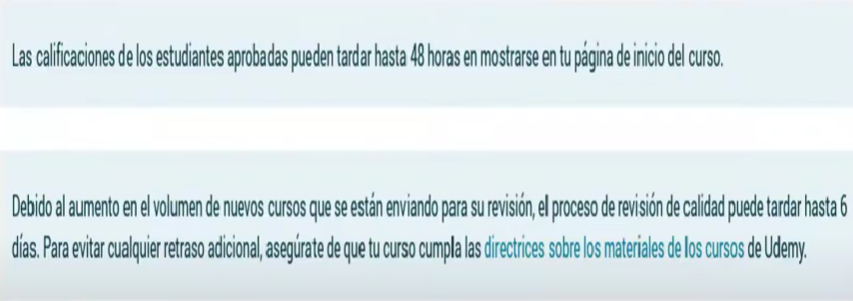 Las calificaciones de los estudiantes aprobadas pueden tardar hasta 48 horas en mostrarse en tu página de inicio del curso.
Debido al aumento en el volumen de nuevos cursos que se están enviando para su revisión, el proceso de revisión de calidad puede tardar hasta 6
días. Para evitar cualquier retraso adicional, asegúrate de que tu curso cumpla las directrices sobre los materiales de los cursos de Udemy.